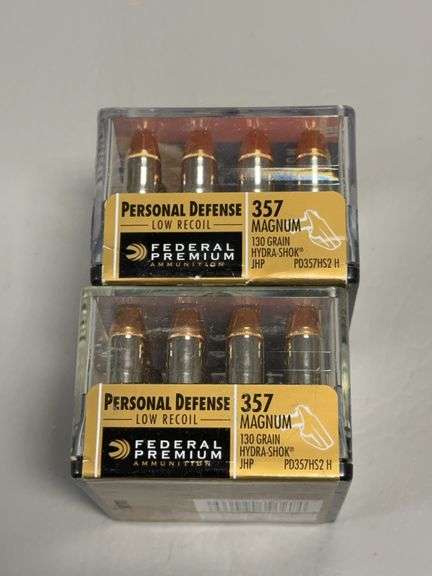 PERSONAL DEFENSE
LOW RECOIL
FEDERAL
PREMIUM
AMMUNITION
357
MAGNUM
130 GRAIN
HYDRA-SHOK®
JHP PD357HS2 H
PERSONAL DEFENSE
LOW RECOIL
FEDERAL
PREMIUM
AMMUNITION
357
MAGNUM
130 GRAIN
HYDRA-SHOK®
JHP PD357HS2 H